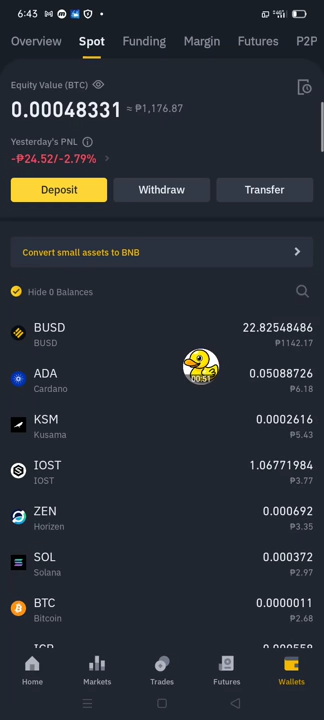 6:43
Overview Spot Funding Margin Futures P2P
Equity Value (BTC)
0.00048331 ≈ ₱1,176.87
Yesterday's PNL
-₱24.52/-2.79%
Deposit Withdraw Transfer
Convert small assets to BNB
Hide 0 Balances
BUSD 22.82548486
BUSD ₱1142.17
00:51
ADA 0.05088726
Cardano ₱6.18
KSM 0.0002616
Kusama ₱5.43
IOST 1.06771984
IOST ₱3.77
ZEN 0.000692
Horizen ₱3.35
SOL 0.000372
Solana ₱2.97
BTC 0.0000011
Bitcoin ₱2.68
Home Markets Trades Futures Wallets